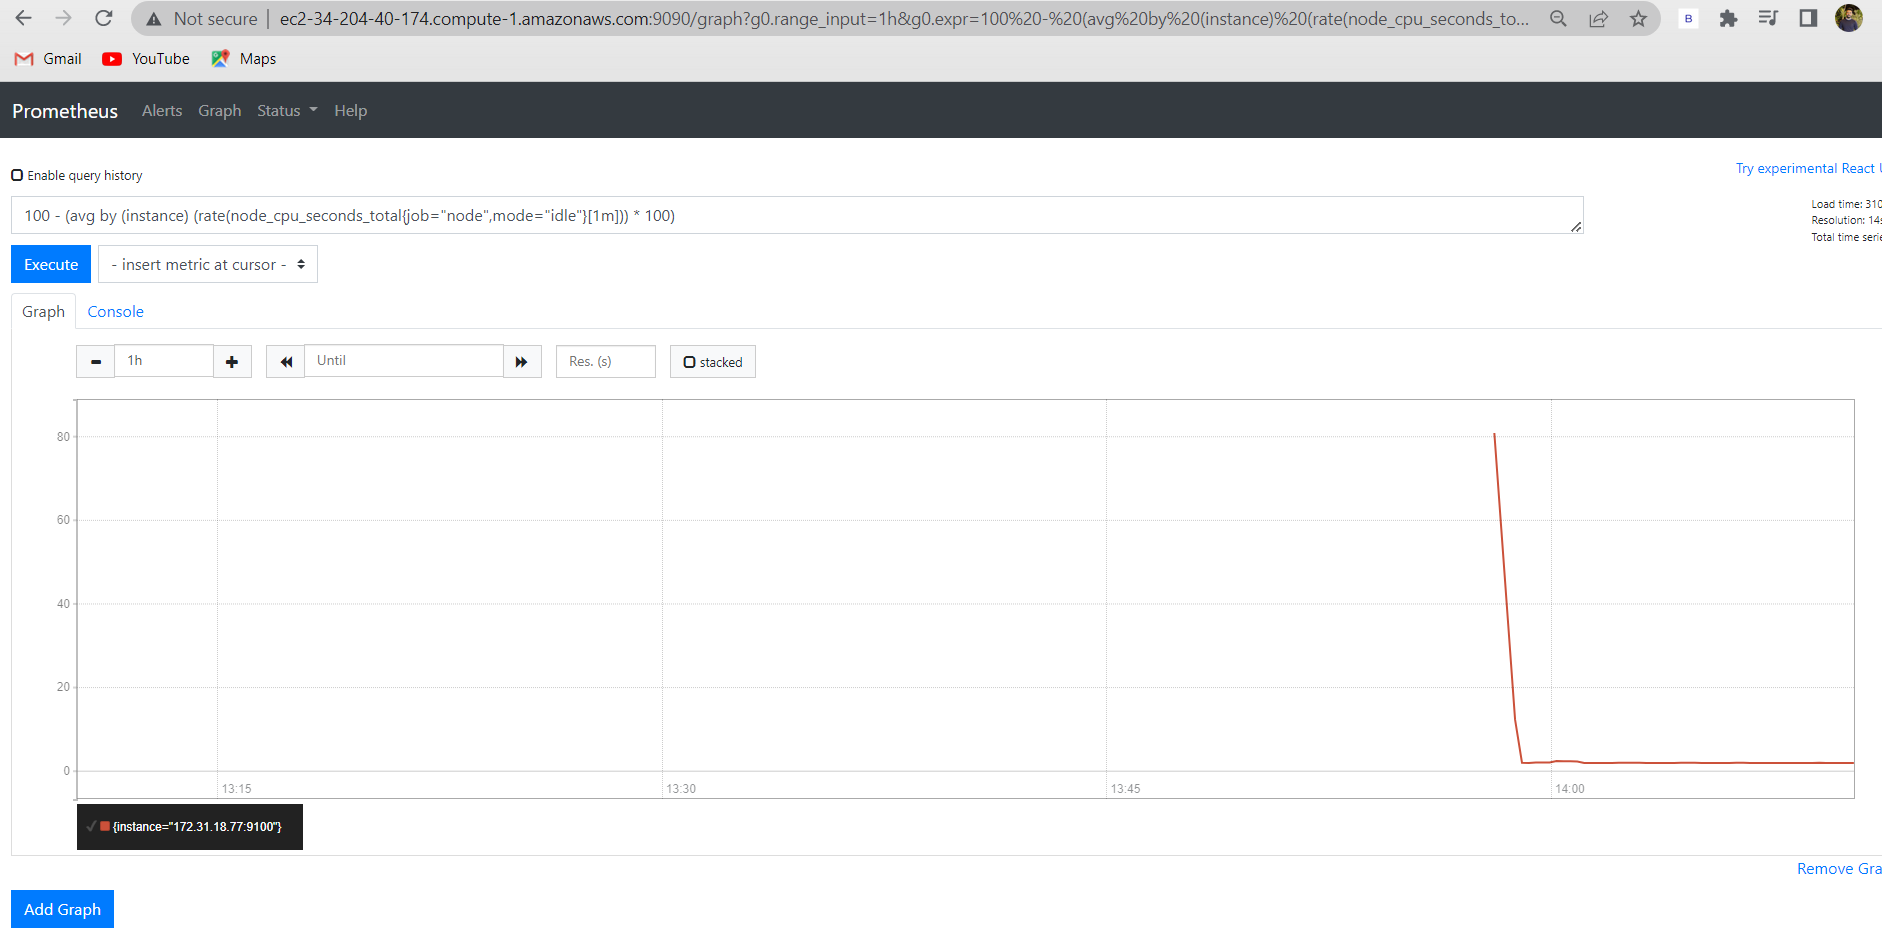 Not secure | ec2-34-204-40-174.compute-1.amazonaws.com:9090/graph?g0.range_input=1h&g0.expr=100%20-%20(avg%20by%20(instance)%20(rate(node_cpu_seconds_to...
B
Gmail YouTube Maps
Prometheus Alerts Graph Status Help
Enable query history
Try experimental React U
100 - (avg by (instance) (rate(node_cpu_seconds_total{job="node",mode="idle"}[1m])) * 100)
Load time: 310
Resolution: 14s
Total time serie
Execute - insert metric at cursor -
Graph Console
1h Until Res. (s) stacked
80
60
40
20
0
13:15 13:30 13:45 14:00
{instance="172.31.18.77:9100"}
Remove Gra
Add Graph